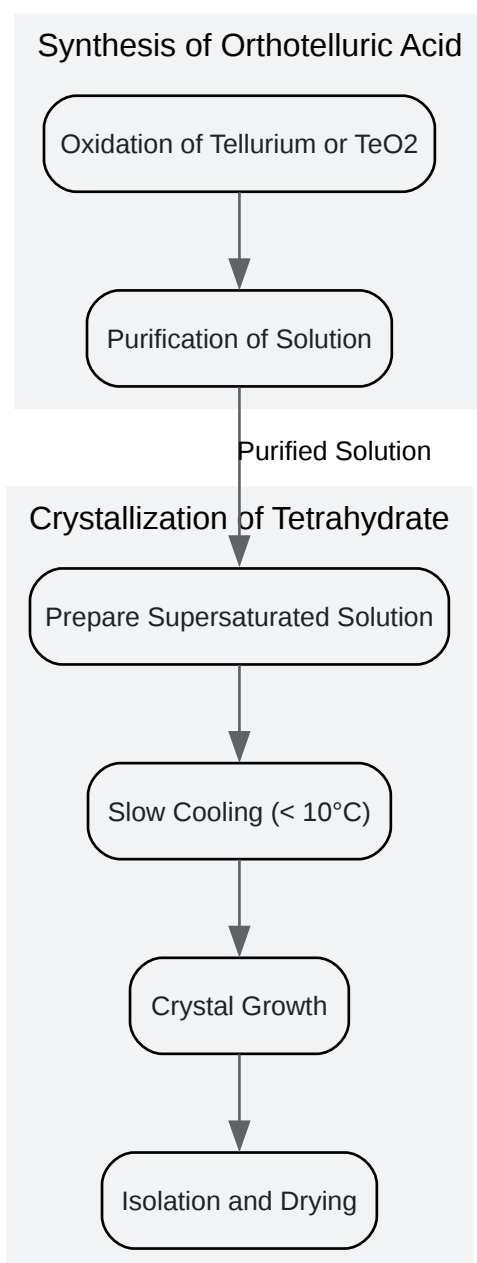 Synthesis of Orthotelluric Acid
Oxidation of Tellurium or TeO2
Purification of Solution
Purified Solution
Crystallization of Tetrahydrate
Prepare Supersaturated Solution
Slow Cooling (< 10°C)
Crystal Growth
Isolation and Drying